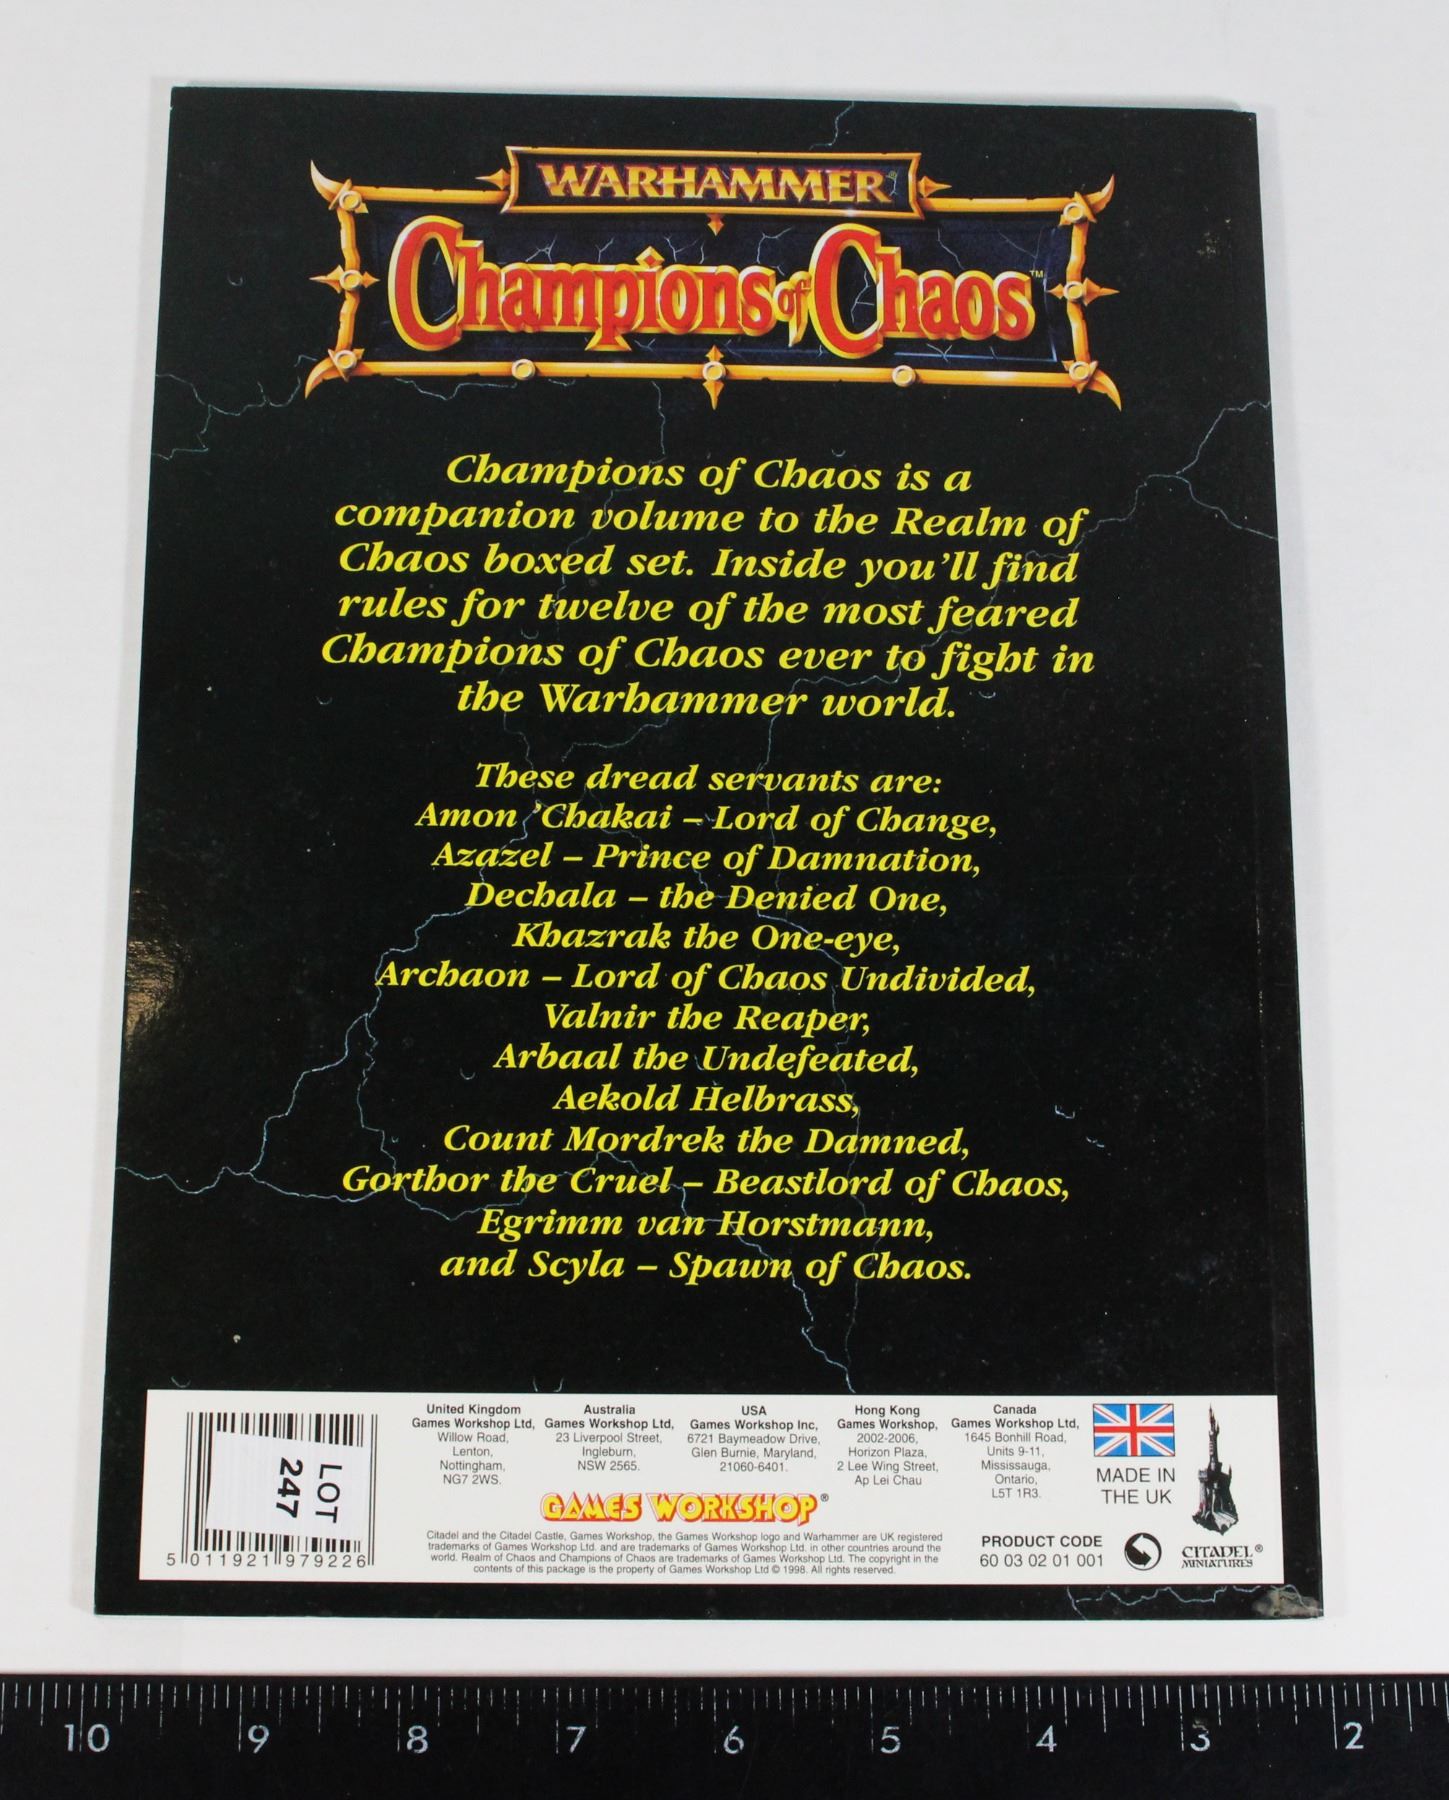 WARHAMMER®
Champions of Chaos™
Champions of Chaos is a
companion volume to the Realm of
Chaos boxed set. Inside you'll find
rules for twelve of the most feared
Champions of Chaos ever to fight in
the Warhammer world.
These dread servants are:
Amon 'Chakai – Lord of Change,
Azazel – Prince of Damnation,
Dechala – the Denied One,
Khazrak the One-eye,
Archaon – Lord of Chaos Undivided,
Valnir the Reaper,
Arbaal the Undefeated,
Aekold Helbrass,
Count Mordrek the Damned,
Gorthor the Cruel – Beastlord of Chaos,
Egrimm van Horstmann,
and Scyla – Spawn of Chaos.
LOT
247
5 011921 979226
United Kingdom
Games Workshop Ltd,
Willow Road,
Lenton,
Nottingham,
NG7 2WS.
Australia
Games Workshop Ltd,
23 Liverpool Street,
Ingleburn,
NSW 2565.
USA
Games Workshop Inc,
6721 Baymeadow Drive,
Glen Burnie, Maryland,
21060-6401.
Hong Kong
Games Workshop,
2002-2006,
Horizon Plaza,
2 Lee Wing Street,
Ap Lei Chau
Canada
Games Workshop Ltd,
1645 Bonhill Road,
Units 9-11,
Mississauga,
Ontario,
L5T 1R3.
MADE IN
THE UK
GAMES WORKSHOP®
Citadel and the Citadel Castle, Games Workshop, the Games Workshop logo and Warhammer are UK registered
trademarks of Games Workshop Ltd. and are trademarks of Games Workshop Ltd. in other countries around the
world. Realm of Chaos and Champions of Chaos are trademarks of Games Workshop Ltd. The copyright in the
contents of this package is the property of Games Workshop Ltd © 1998. All rights reserved.
PRODUCT CODE
60 03 02 01 001
CITADEL®
MINIATURES
10 9 8 7 6 5 4 3 2